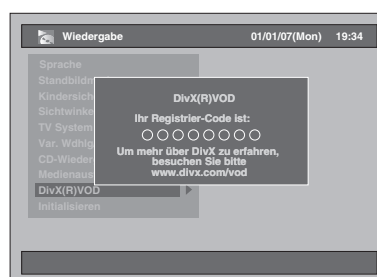 Wiedergabe 01/01/07(Mon) 19:34
Sprache
Standbildm
Kindersich
Sichtwinke
TV System
Var. Wdhlg
CD-Wieder
Medienaus
DivX(R)VOD
Initialisieren
DivX(R)VOD
Ihr Registrier-Code ist:
Um mehr über DivX zu erfahren,
besuchen Sie bitte
www.divx.com/vod